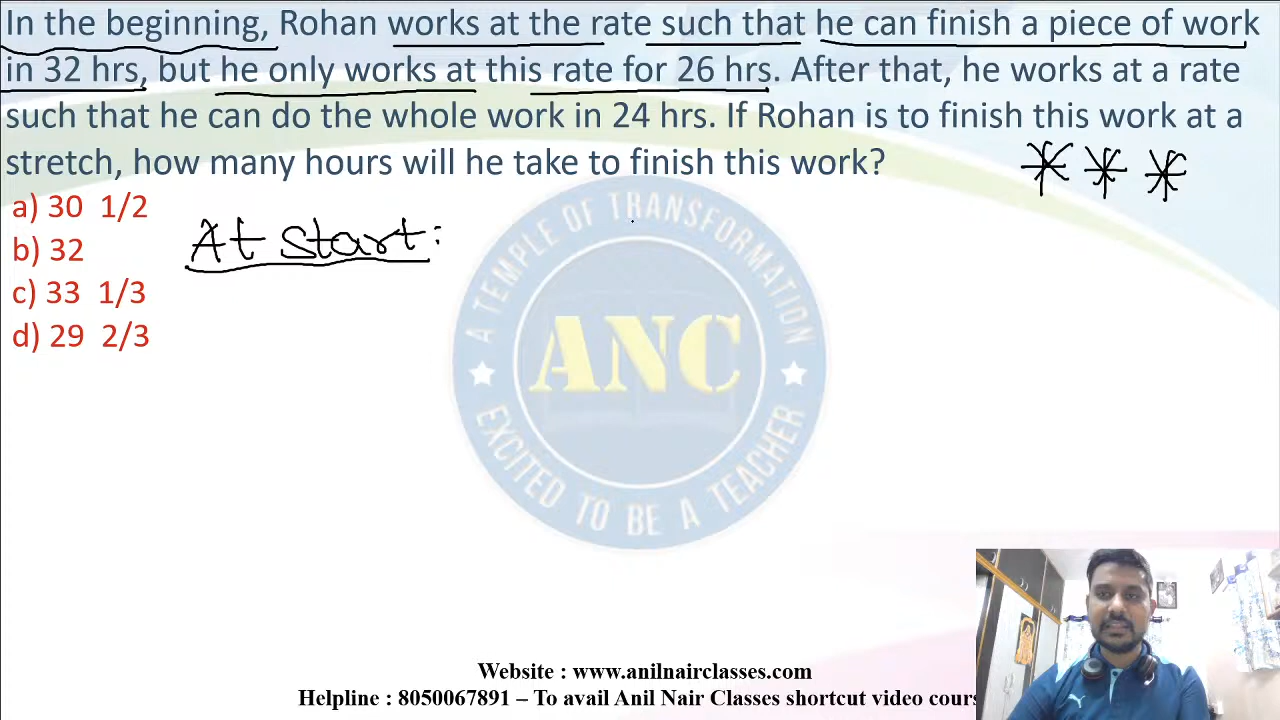 In the beginning, Rohan works at the rate such that he can finish a piece of work
in 32 hrs, but he only works at this rate for 26 hrs. After that, he works at a rate
such that he can do the whole work in 24 hrs. If Rohan is to finish this work at a
stretch, how many hours will he take to finish this work?
a) 30 1/2
b) 32
c) 33 1/3
d) 29 2/3
At Start:
A TEMPLE OF TRANSFORMATION
ANC
EXCITED TO BE A TEACHER
Website : www.anilnairclasses.com
Helpline : 8050067891 – To avail Anil Nair Classes shortcut video cours